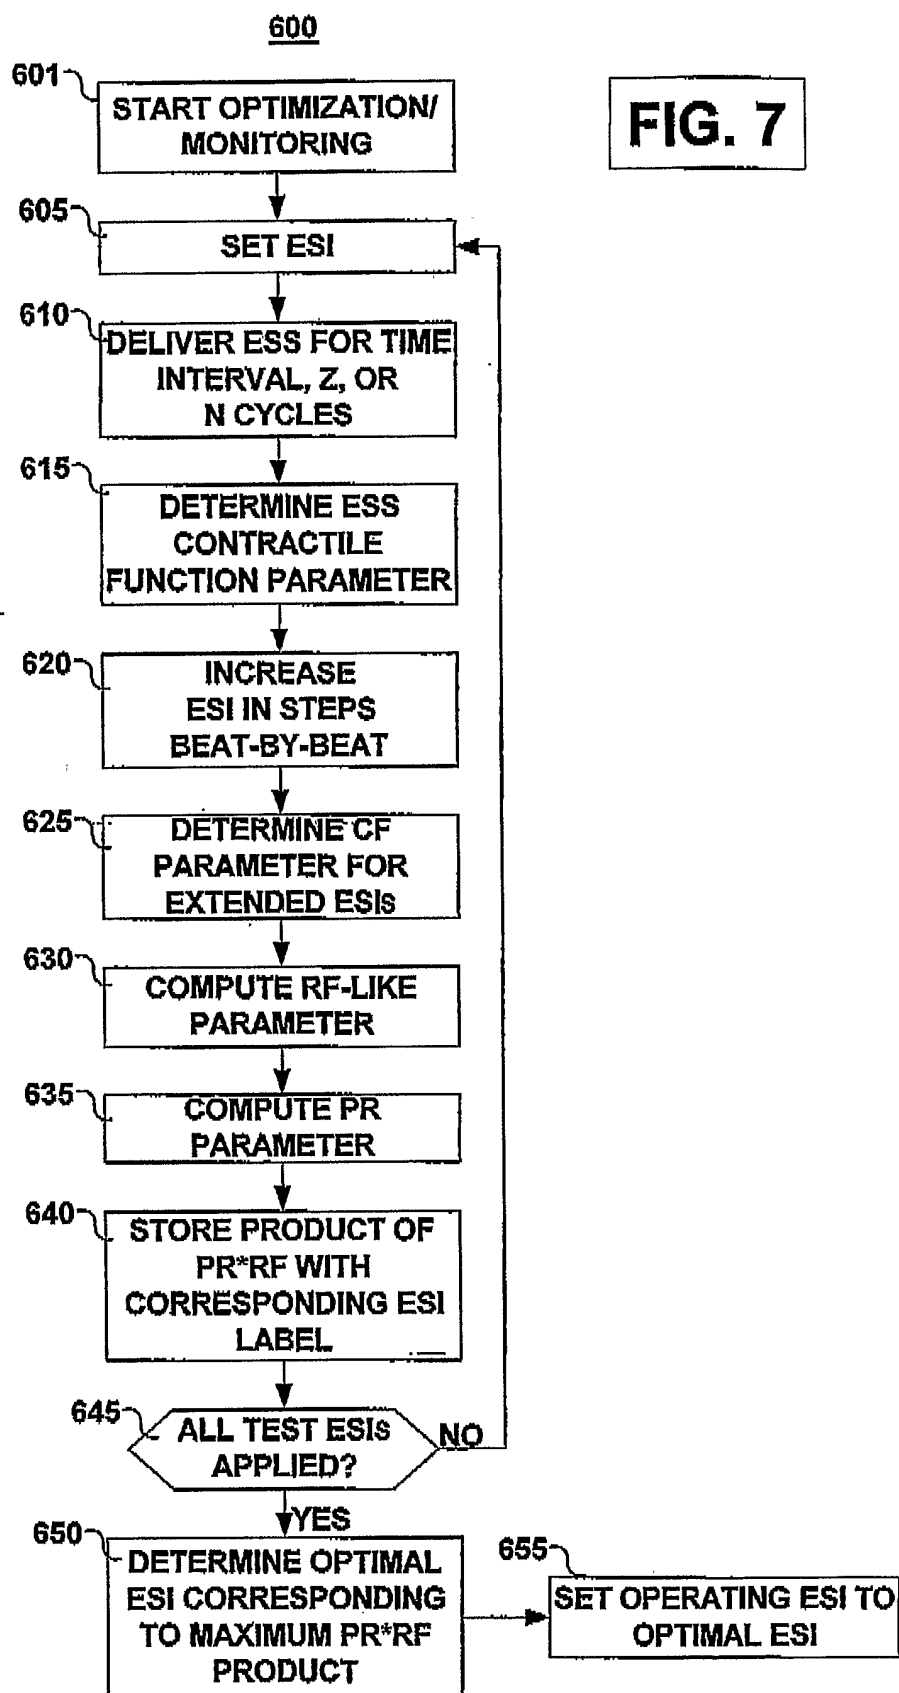 600
FIG. 7
601
START OPTIMIZATION/
MONITORING
605
SET ESI
610
DELIVER ESS FOR TIME
INTERVAL, Z, OR
N CYCLES
615
DETERMINE ESS
CONTRACTILE
FUNCTION PARAMETER
620
INCREASE
ESI IN STEPS
BEAT-BY-BEAT
625
DETERMINE CF
PARAMETER FOR
EXTENDED ESIs
630
COMPUTE RF-LIKE
PARAMETER
635
COMPUTE PR
PARAMETER
640
STORE PRODUCT OF
PR*RF WITH
CORRESPONDING ESI
LABEL
645
ALL TEST ESIs
APPLIED?
NO
YES
650
DETERMINE OPTIMAL
ESI CORRESPONDING
TO MAXIMUM PR*RF
PRODUCT
655
SET OPERATING ESI TO
OPTIMAL ESI